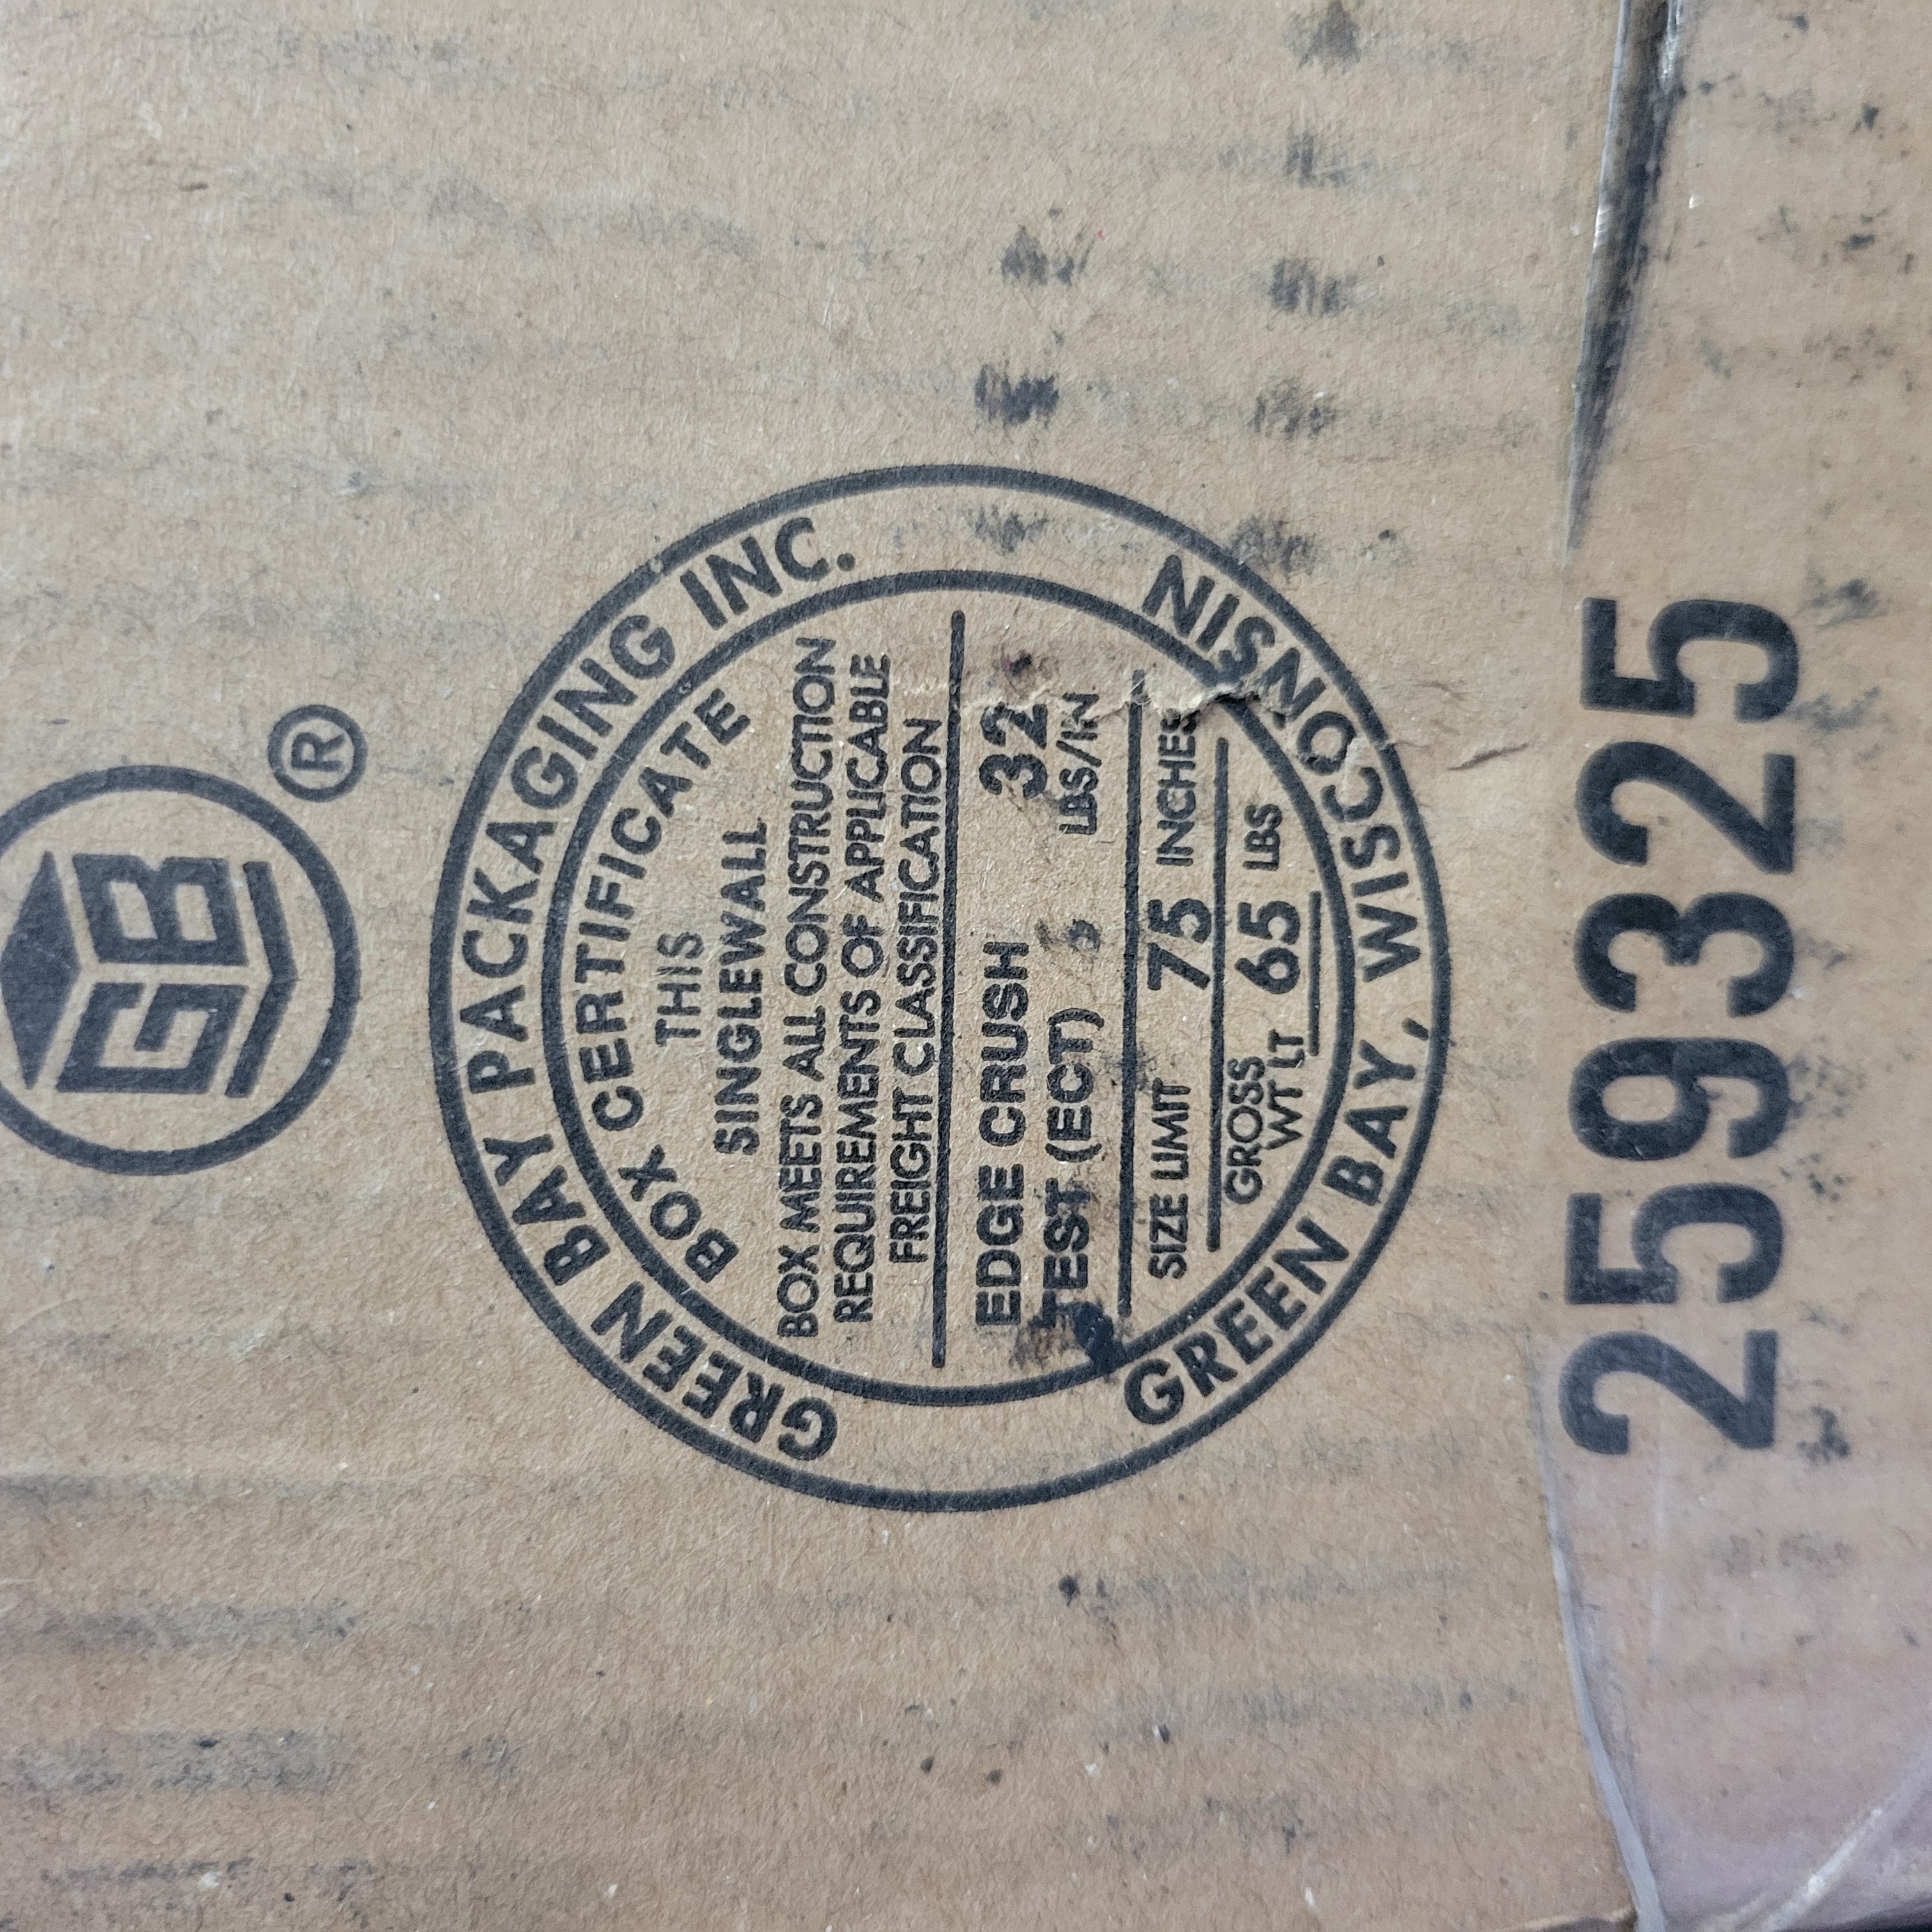 GB
®
GREEN BAY PACKAGING INC.
BOX CERTIFICATE
THIS
SINGLEWALL
BOX MEETS ALL CONSTRUCTION
REQUIREMENTS OF APPLICABLE
FREIGHT CLASSIFICATION
EDGE CRUSH 32
TEST (ECT) LBS/IN
SIZE LIMIT 75 INCHES
GROSS
WT LT 65 LBS
GREEN BAY, WISCONSIN
259325